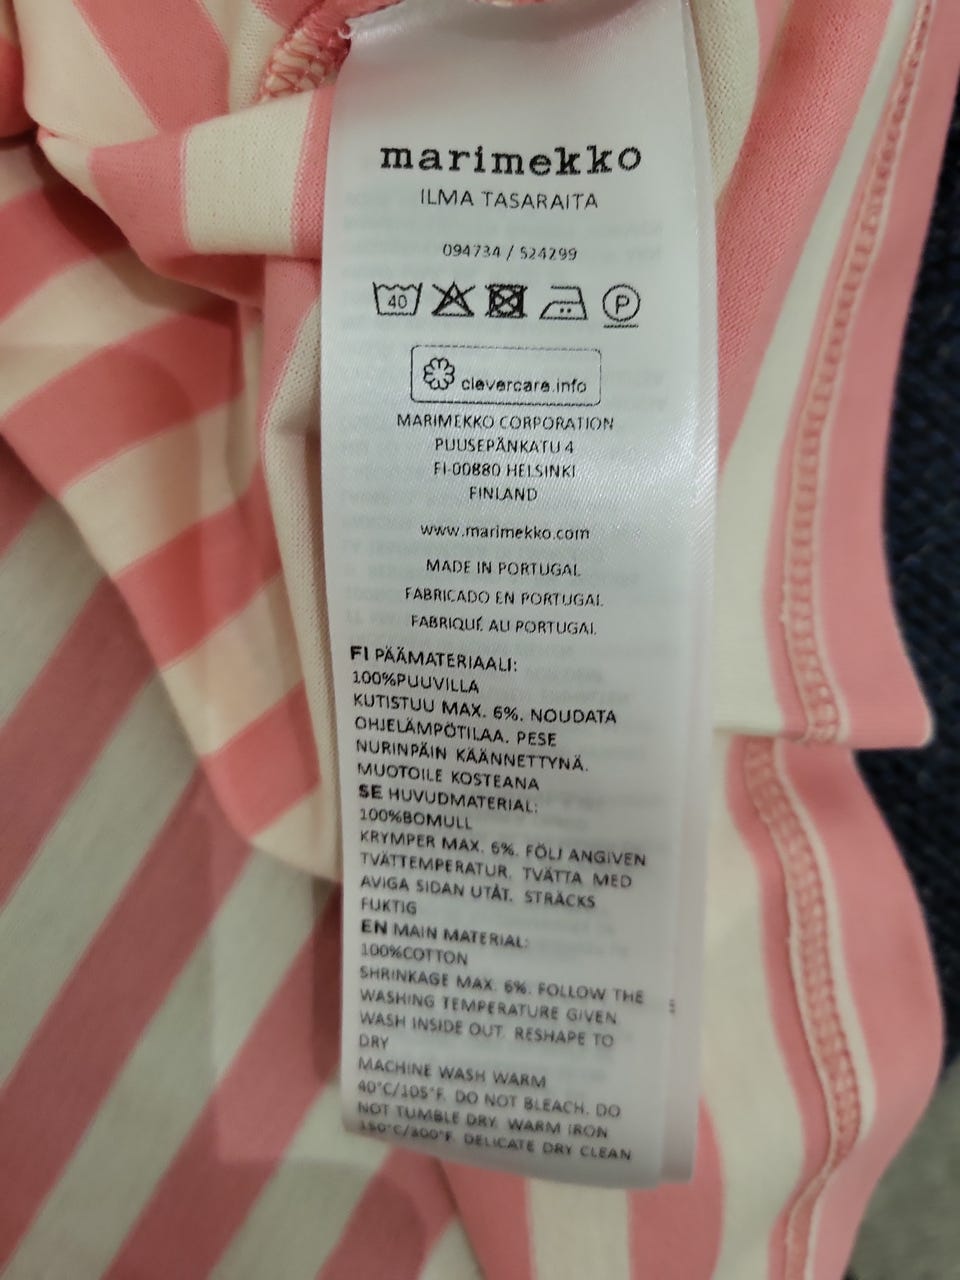 marimekko
ILMA TASARAITA
094734 / 524299
40 P
clevercare.info
MARIMEKKO CORPORATION
PUUSEPÄNKATU 4
FI-00880 HELSINKI
FINLAND
www.marimekko.com
MADE IN PORTUGAL
FABRICADO EN PORTUGAL
FABRIQUÉ AU PORTUGAL
FI PÄÄMATERIAALI:
100%PUUVILLA
KUTISTUU MAX. 6%. NOUDATA
OHJELÄMPÖTILAA. PESE
NURINPÄIN KÄÄNNETTYNÄ.
MUOTOILE KOSTEANA
SE HUVUDMATERIAL:
100%BOMULL
KRYMPER MAX. 6%. FÖLJ ANGIVEN
TVÄTTEMPERATUR. TVÄTTA MED
AVIGA SIDAN UTÅT. STRÄCKS
FUKTIG
EN MAIN MATERIAL:
100%COTTON
SHRINKAGE MAX. 6%. FOLLOW THE
WASHING TEMPERATURE GIVEN
WASH INSIDE OUT. RESHAPE TO
DRY
MACHINE WASH WARM
40°C/105°F. DO NOT BLEACH. DO
NOT TUMBLE DRY. WARM IRON
150°C/300°F. DELICATE DRY CLEAN